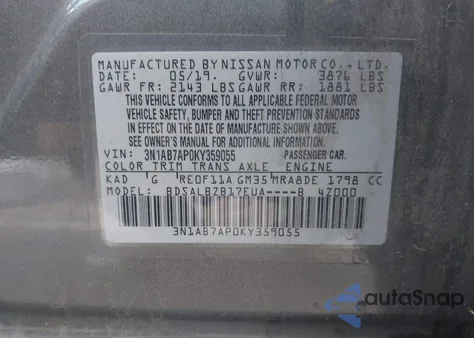 MANUFACTURED BY NISSAN MOTOR CO., LTD.
DATE: 05/19. GVWR: 3876 LBS
GAWR FR: 2143 LBS GAWR RR: 1881 LBS
THIS VEHICLE CONFORMS TO ALL APPLICABLE FEDERAL MOTOR
VEHICLE SAFETY, BUMPER, AND THEFT PREVENTION STANDARDS
IN EFFECT ON THE DATE OF MANUFACTURE SHOWN ABOVE.
SEE OWNER'S MANUAL FOR ADDITIONAL INFORMATION.
VIN: 3N1AB7AP0KY359055 PASSENGER CAR.
COLOR TRIM TRANS AXLE ENGINE
KAD G RE0F11A GM35 MRA8DE 1798 CC
MODEL: BDSALBZB17EUA----B 4Z000
3N1AB7AP0KY359055
autoSnap